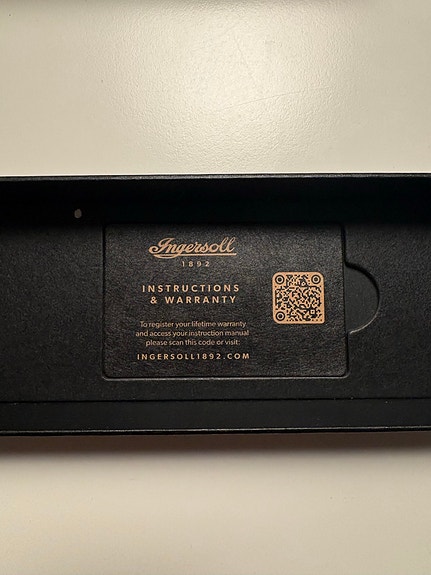 Ingersoll
1892
INSTRUCTIONS
& WARRANTY
To register your lifetime warranty
and access your instruction manual
please scan this code or visit:
INGERSOLL1892.COM